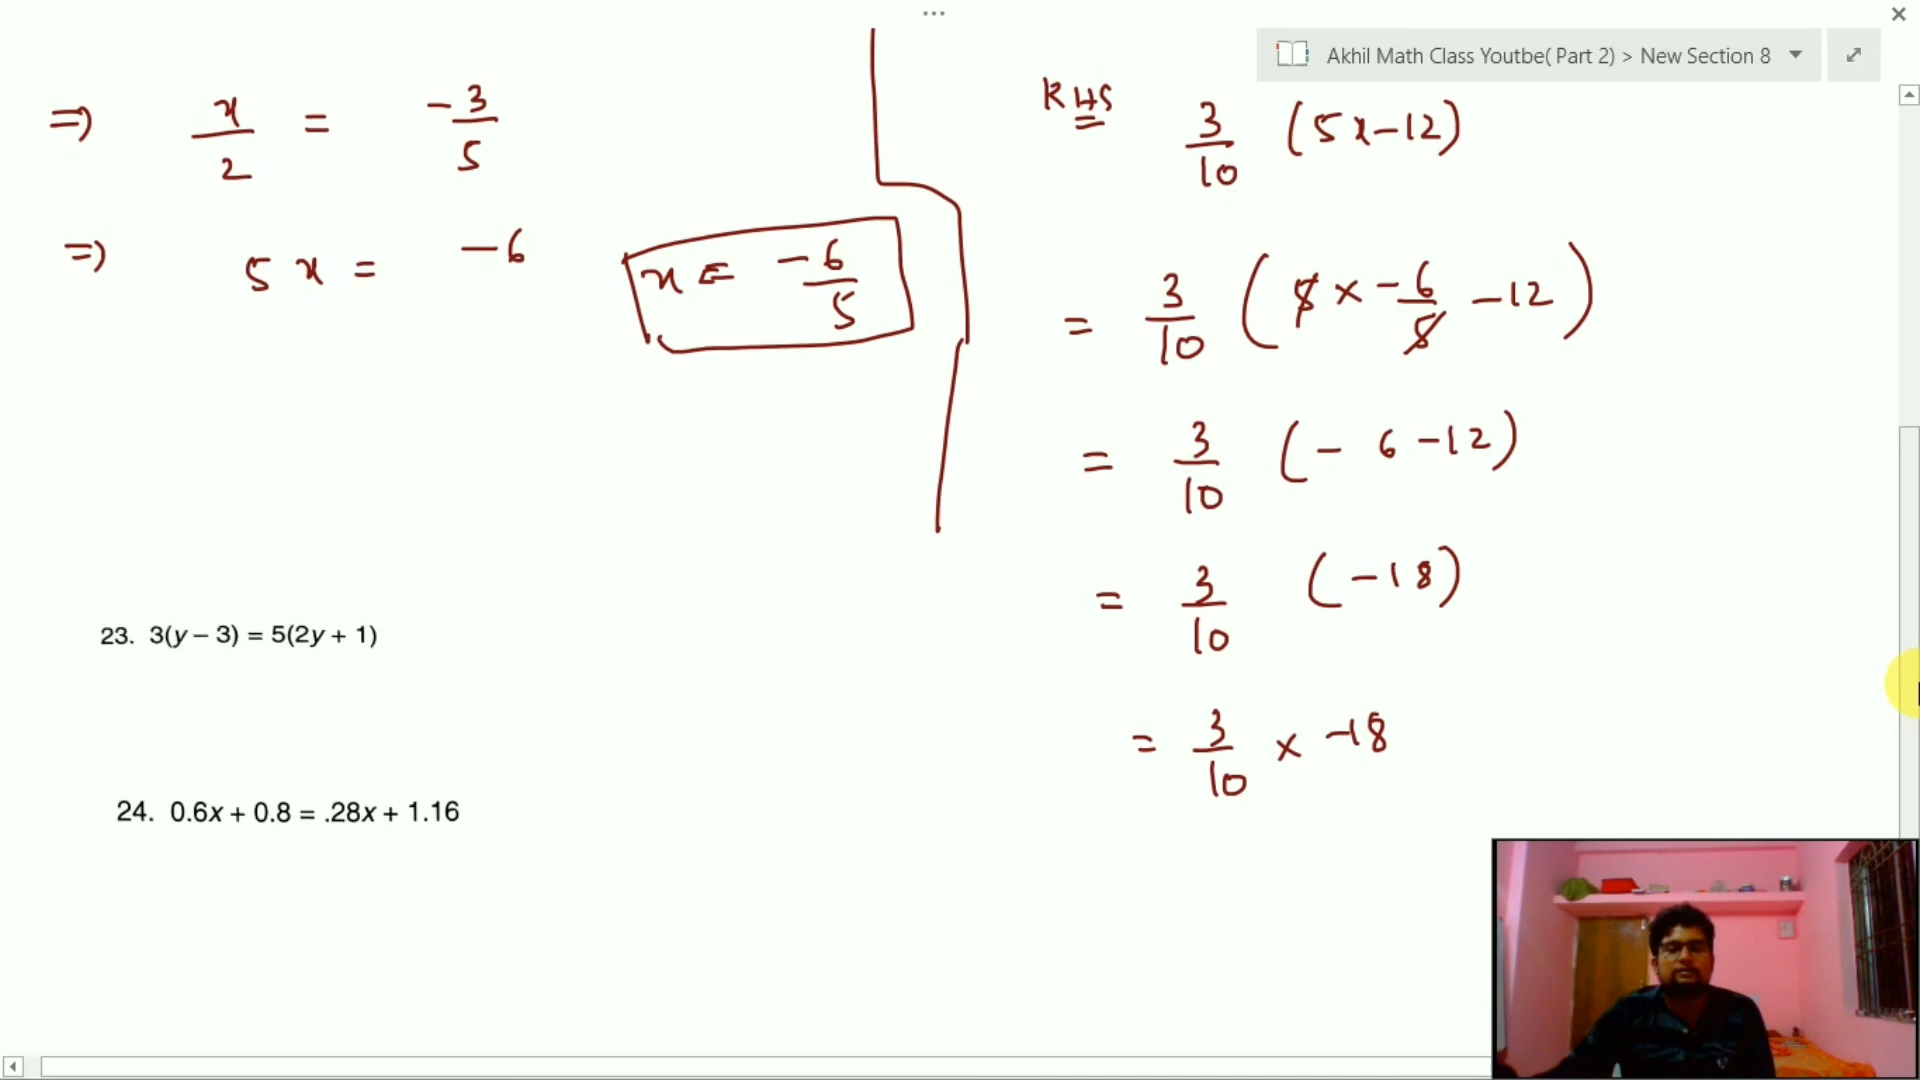 Akhil Math Class Youtbe( Part 2) > New Section 8
⇒ x/2 = -3/5
⇒ 5x = -6
x = -6/5
23. 3(y – 3) = 5(2y + 1)
24. 0.6x + 0.8 = .28x + 1.16
RHS 3/10 (5x-12)
= 3/10 (5 x -6/5 -12)
= 3/10 (- 6 -12)
= 3/10 (-18)
= 3/10 x -18